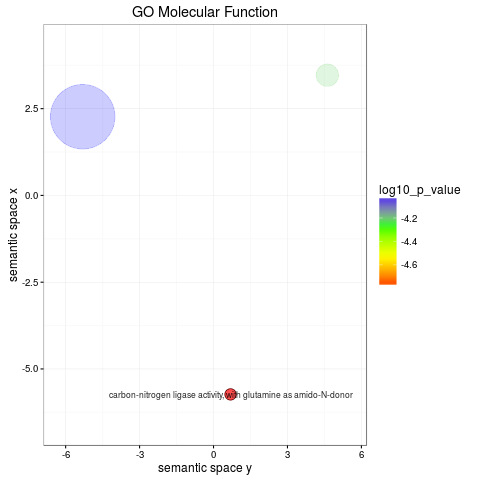 GO Molecular Function
2.5
0.0
-2.5
-5.0
semantic space x
carbon-nitrogen ligase activity, with glutamine as amido-N-donor
-6
-3
0
3
6
semantic space y
log10_p_value
-4.2
-4.4
-4.6